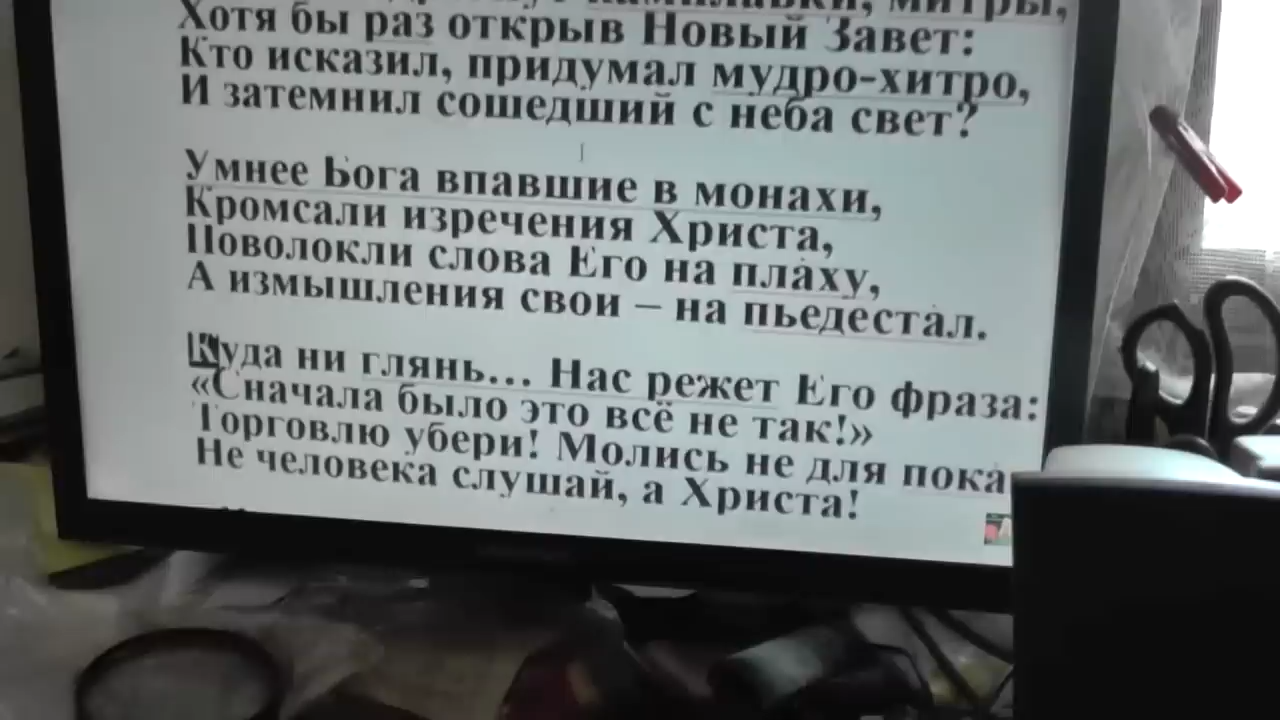 камилавки, митры,
Хотя бы раз открыв Новый Завет:
Кто исказил, придумал мудро-хитро,
И затемнил сошедший с неба свет?
Умнее Бога впавшие в монахи,
Кромсали изречения Христа,
Поволокли слова Его на плаху,
А измышления свои – на пьедестал.
Куда ни глянь... Нас режет Его фраза:
«Сначала было это всё не так!»
Торговлю убери! Молись не для пока
Не человека слушай, а Христа!